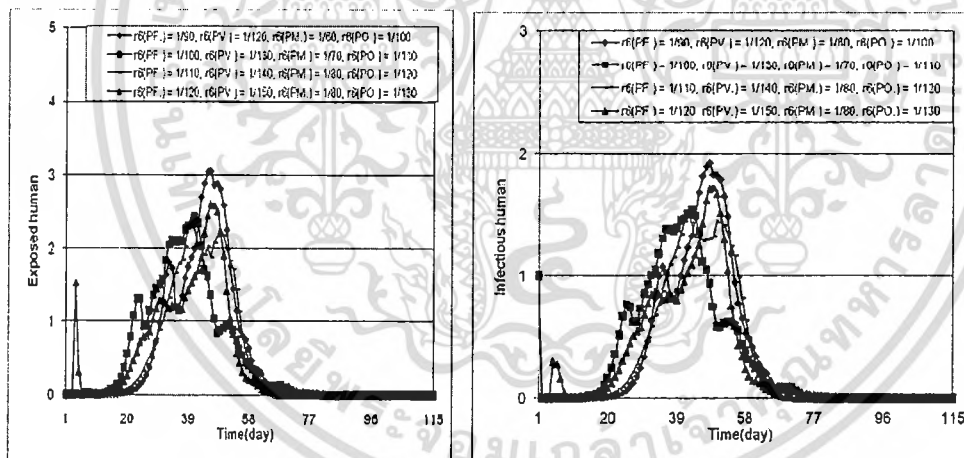 5
4
3
2
1
0
Exposed human
r6(PF.)= 1/90, r6(PV.)= 1/120, r6(PM.)= 1/60, r6(PO.)= 1/100
r6(PF.)= 1/100, r6(PV.)= 1/130, r6(PM.)= 1/70, r6(PO.)= 1/110
r6(PF.)= 1/110, r6(PV.)= 1/140, r6(PM.)= 1/80, r6(PO.)= 1/120
r6(PF.)= 1/120, r6(PV.)= 1/150, r6(PM.)= 1/80, r6(PO.)= 1/130
1 20 39 58 77 96 115
Time(day)
3
2
1
Infectious human
r6(PF.)= 1/90, r6(PV.)= 1/120, r6(PM.)= 1/60, r6(PO.)= 1/100
r6(PF.)= 1/100, r6(PV.)= 1/130, r6(PM.)= 1/70, r6(PO.)= 1/110
r6(PF.)= 1/110, r6(PV.)= 1/140, r6(PM.)= 1/80, r6(PO.)= 1/120
r6(PF.)= 1/120, r6(PV.)= 1/150, r6(PM.)= 1/80, r6(PO.)= 1/130
1 20 39 58 77 96 115
Time(day)